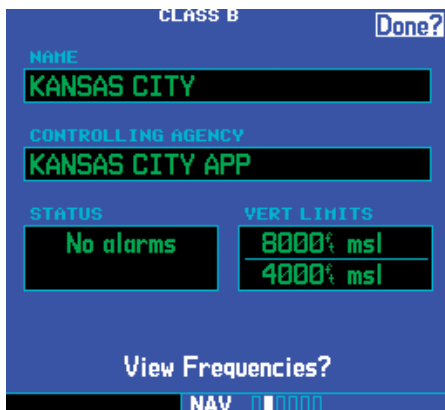 CLASS B
Done?
NAME
KANSAS CITY
CONTROLLING AGENCY
KANSAS CITY APP
STATUS
VERT LIMITS
No alarms
8000ft msl
4000ft msl
View Frequencies?
NAV